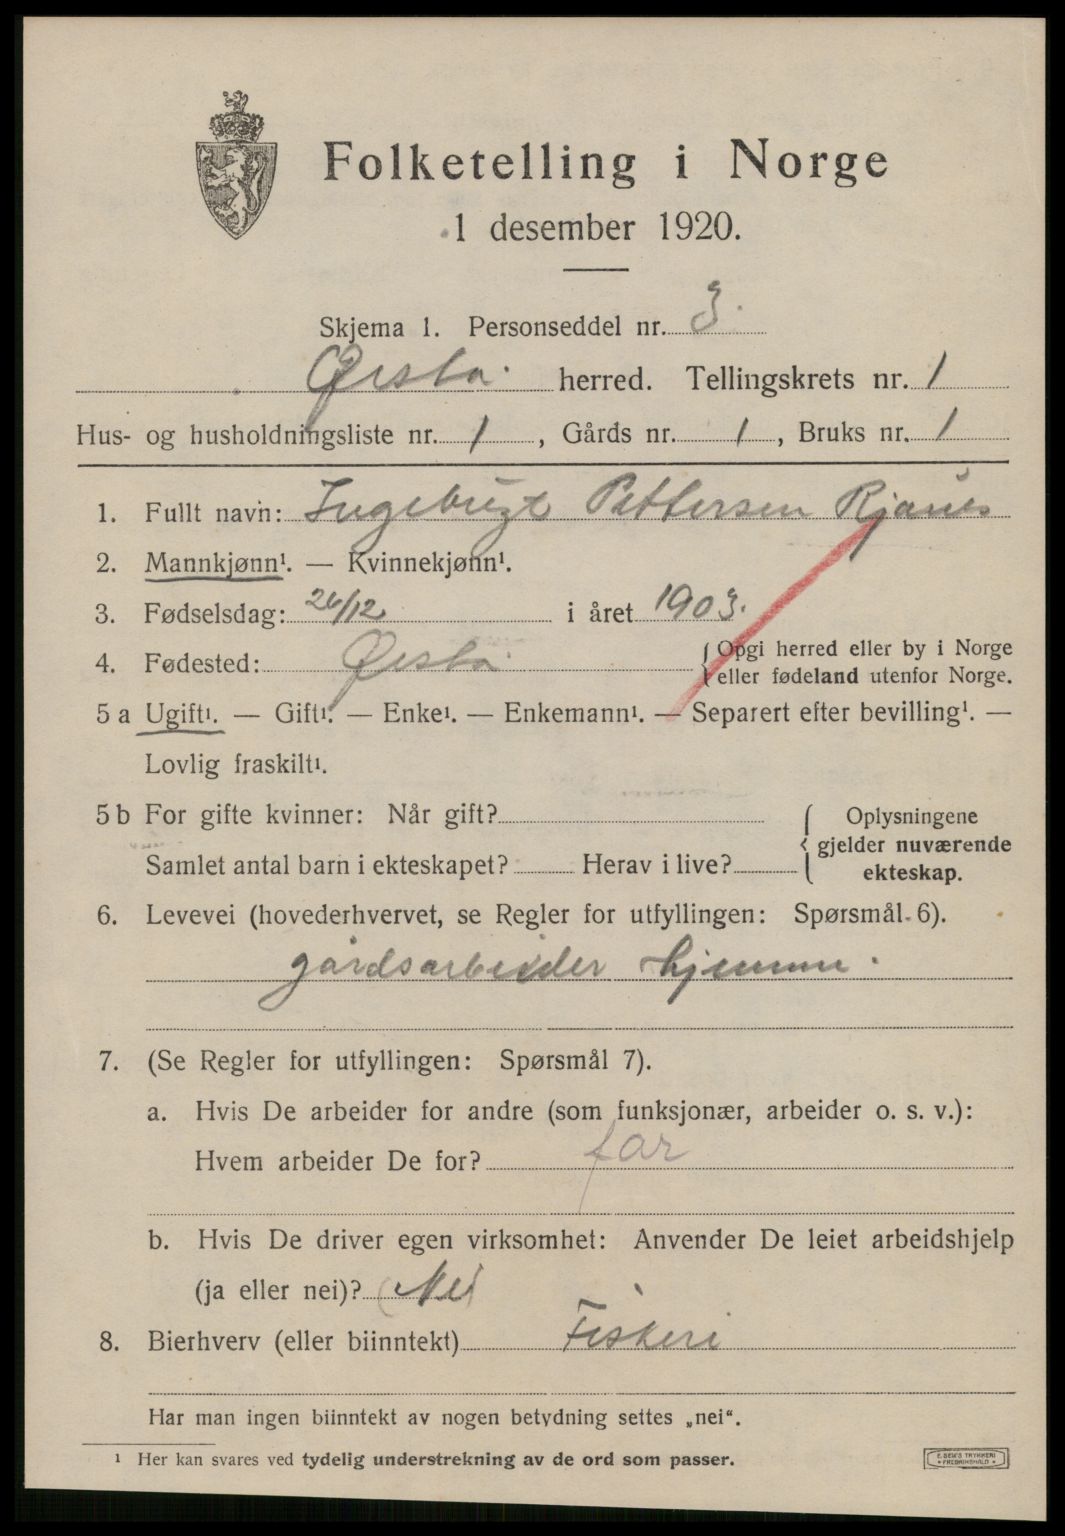 Folketelling i Norge
1 desember 1920.
Skjema 1. Personseddel nr. 3.
Ørsta herred. Tellingskrets nr. 1
Hus- og husholdningsliste nr. 1, Gårds nr. 1, Bruks nr. 1
1. Fullt navn: Ingebrigt Pettersen Rjånes
2. Mannkjønn¹. — Kvinnekjønn¹.
3. Fødselsdag: 26/12 i året 1903.
4. Fødested: Ørsta { Opgi herred eller by i Norge
eller fødeland utenfor Norge.
5 a Ugift¹. — Gift¹. — Enke¹. — Enkemann¹. — Separert efter bevilling¹. —
Lovlig fraskilt¹.
5 b For gifte kvinner: Når gift?
Samlet antal barn i ekteskapet? Herav i live?
{ Oplysningene
gjelder nuværende
ekteskap.
6. Levevei (hovederhvervet, se Regler for utfyllingen: Spørsmål 6).
gårdsarbeider hjemme.
7. (Se Regler for utfyllingen: Spørsmål 7).
a. Hvis De arbeider for andre (som funksjonær, arbeider o. s. v.):
Hvem arbeider De for? far
b. Hvis De driver egen virksomhet: Anvender De leiet arbeidshjelp
(ja eller nei)? (Nei)
8. Bierhverv (eller biinntekt) Fiskeri
Har man ingen biinntekt av nogen betydning settes „nei".
¹ Her kan svares ved tydelig understrekning av de ord som passer.
E. SEM'S TRYKKERI
FREDRIKSHALD